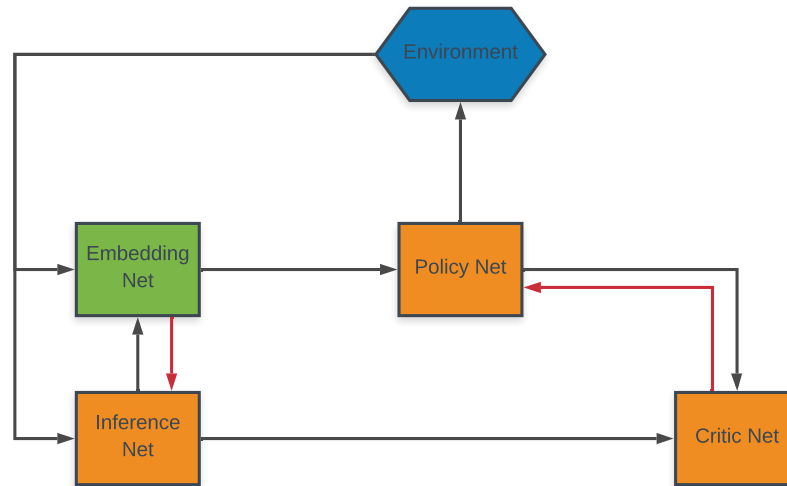 Environment
Embedding
Net
Policy Net
Inference
Net
Critic Net